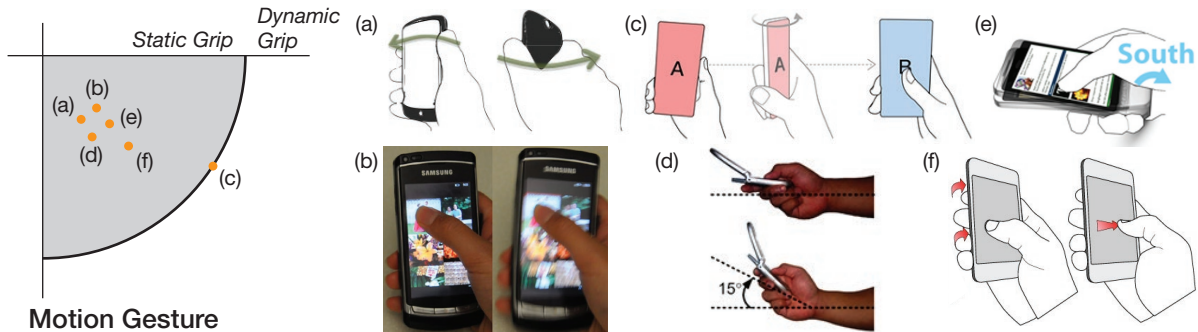 Static Grip
Dynamic
Grip
(a)
(b)
(e)
(d)
(f)
(c)
Motion Gesture
(a)
(c)
A
A
B
(e)
South
(b)
SAMSUNG
SAMSUNG
(d)
15°
(f)